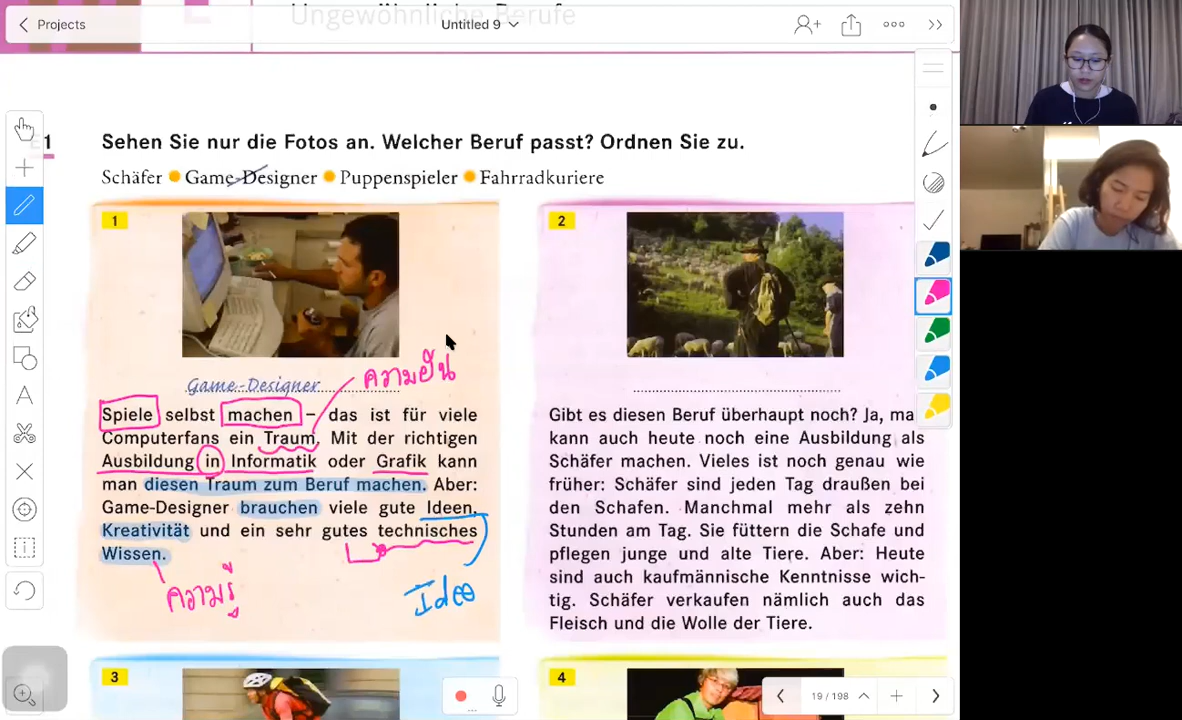 Ungewöhnliche Berufe
Projects
Untitled 9
1
Sehen Sie nur die Fotos an. Welcher Beruf passt? Ordnen Sie zu.
Schäfer ● Game-Designer ● Puppenspieler ● Fahrradkuriere
1
Game-Designer
ความฝัน
Spiele selbst machen – das ist für viele
Computerfans ein Traum. Mit der richtigen
Ausbildung in Informatik oder Grafik kann
man diesen Traum zum Beruf machen. Aber:
Game-Designer brauchen viele gute Ideen,
Kreativität und ein sehr gutes technisches
Wissen.
ความรู้
Idee
2
Gibt es diesen Beruf überhaupt noch? Ja, ma
kann auch heute noch eine Ausbildung als
Schäfer machen. Vieles ist noch genau wie
früher: Schäfer sind jeden Tag draußen bei
den Schafen. Manchmal mehr als zehn
Stunden am Tag. Sie füttern die Schafe und
pflegen junge und alte Tiere. Aber: Heute
sind auch kaufmännische Kenntnisse wich-
tig. Schäfer verkaufen nämlich auch das
Fleisch und die Wolle der Tiere.
3
4
19 / 198